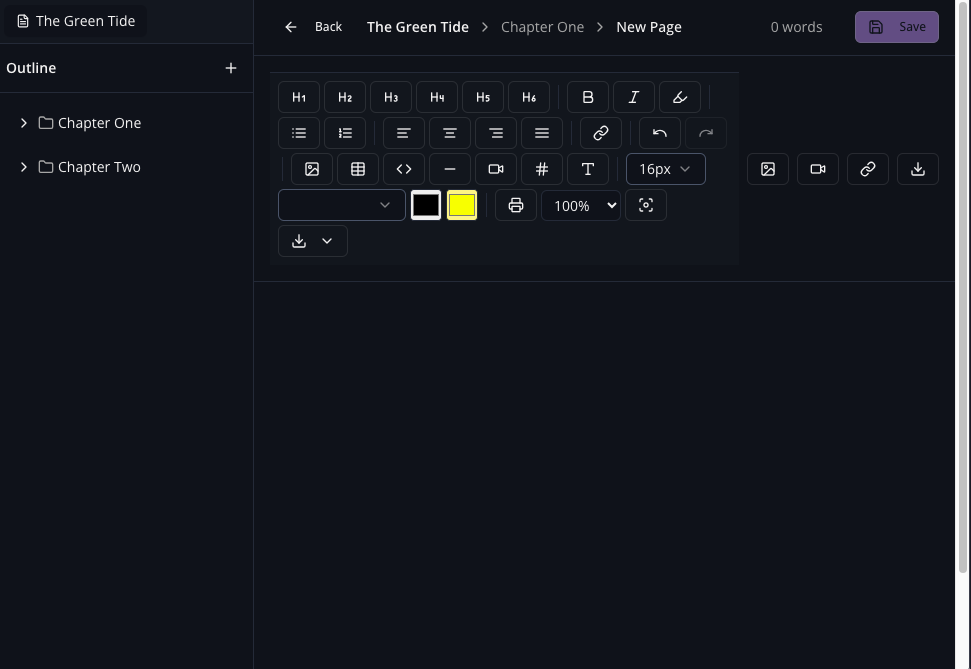 The Green Tide
Outline
Chapter One
Chapter Two
Back The Green Tide Chapter One New Page 0 words Save
H1 H2 H3 H4 H5 H6 B I
16px
100%